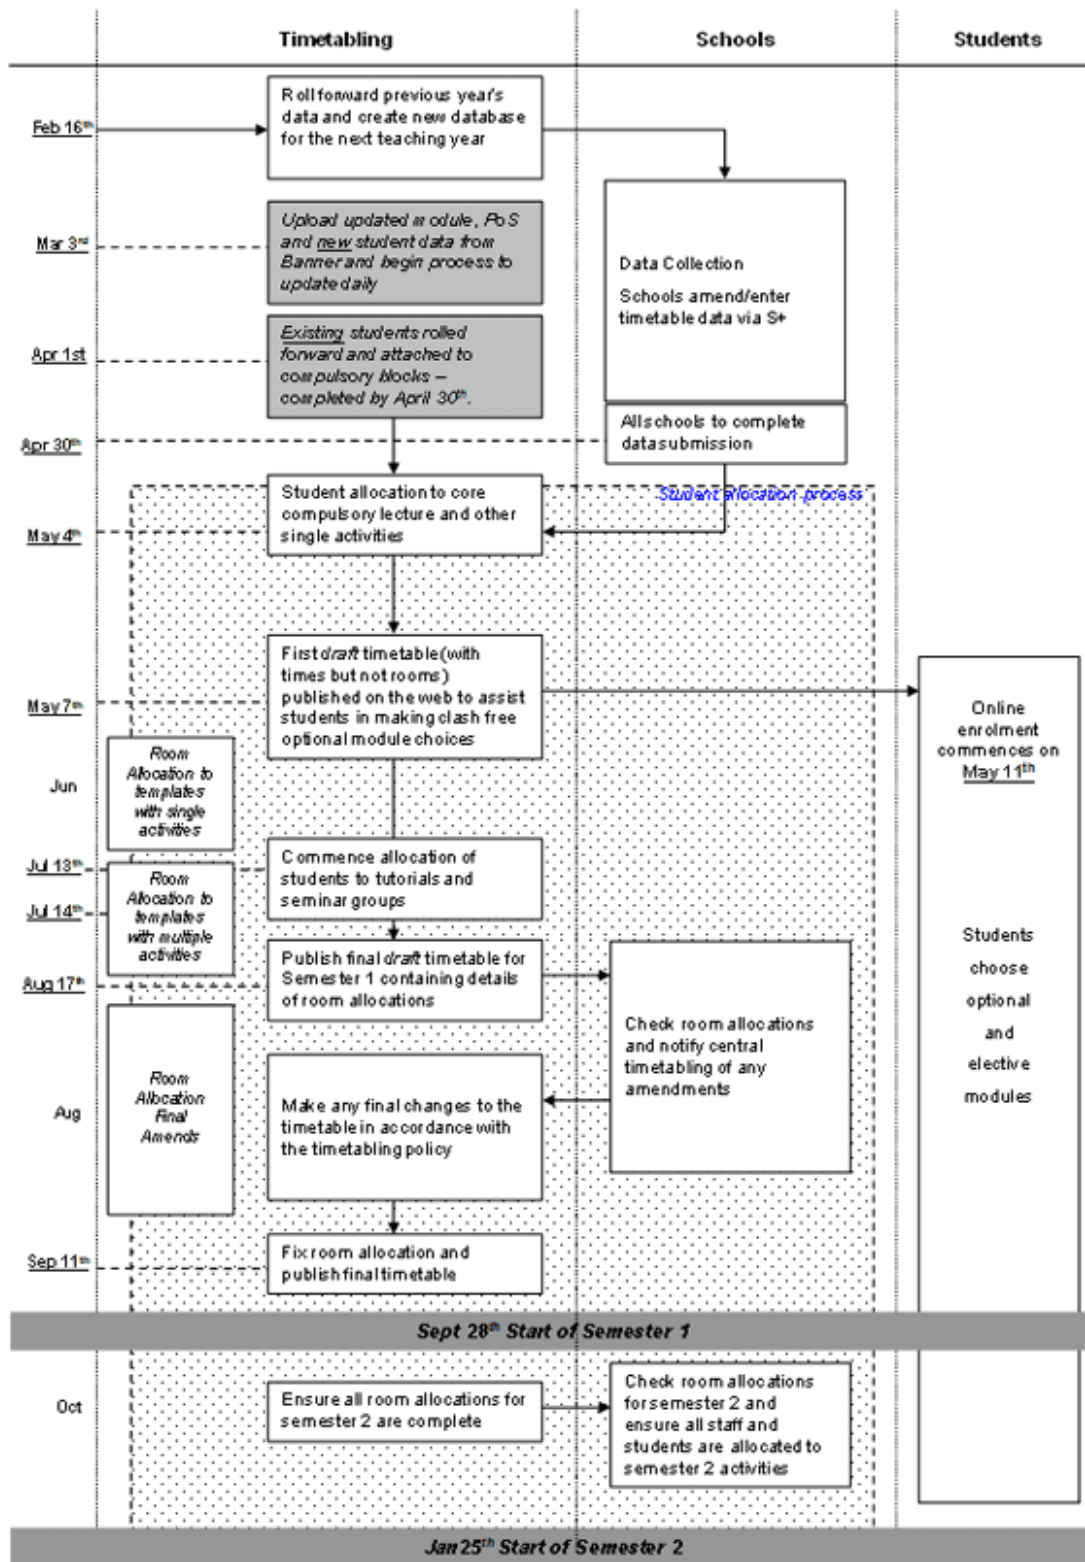 Timetabling
Schools
Students
Feb 16th
Roll forward previous year's
data and create new database
for the next teaching year
Mar 3rd
Upload updated module, PoS
and new student data from
Banner and begin process to
update daily
Data Collection
Schools amend/enter
timetable data via S+
Apr 1st
Existing students rolled
forward and attached to
compulsory blocks –
completed by April 30th.
Apr 30th
All schools to complete
data submission
Student allocation process
May 4th
Student allocation to core
compulsory lecture and other
single activities
May 7th
First draft timetable (with
times but not rooms)
published on the web to assist
students in making clash free
optional module choices
Online
enrolment
commences on
May 11th
Jun
Room
Allocation to
templates
with single
activities
Jul 13th
Commence allocation of
students to tutorials and
seminar groups
Jul 14th
Room
Allocation to
templates
with multiple
activities
Aug 17th
Publish final draft timetable for
Semester 1 containing details
of room allocations
Students
choose
optional
and
elective
modules
Check room allocations
and notify central
timetabling of any
amendments
Aug
Room
Allocation
Final
Amends
Make any final changes to the
timetable in accordance with
the timetabling policy
Sep 11th
Fix room allocation and
publish final timetable
Sept 28th Start of Semester 1
Oct
Ensure all room allocations for
semester 2 are complete
Check room allocations
for semester 2 and
ensure all staff and
students are allocated to
semester 2 activities
Jan 25th Start of Semester 2